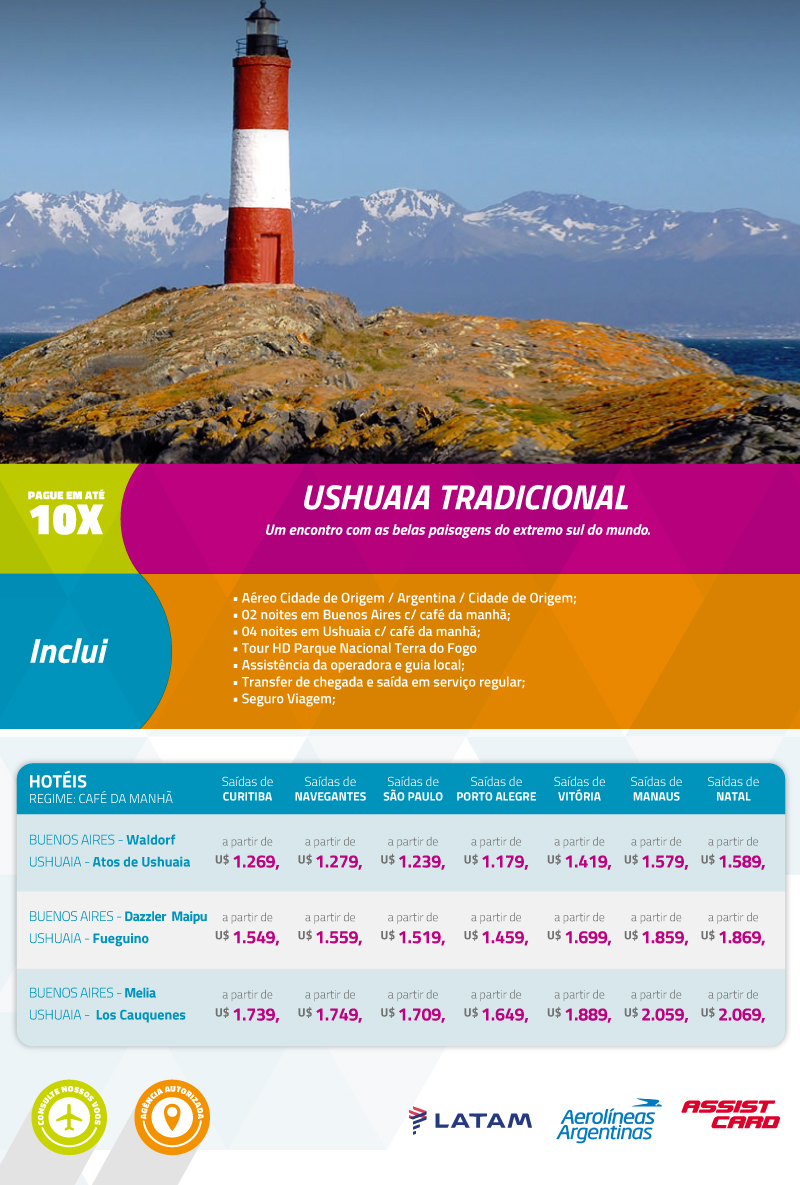 PAGUE EM ATÉ
10X
USHUAIA TRADICIONAL
Um encontro com as belas paisagens do extremo sul do mundo.
Inclui
• Aéreo Cidade de Origem / Argentina / Cidade de Origem;
• 02 noites em Buenos Aires c/ café da manhã;
• 04 noites em Ushuaia c/ café da manhã;
• Tour HD Parque Nacional Terra do Fogo
• Assistência da operadora e guia local;
• Transfer de chegada e saída em serviço regular;
• Seguro Viagem;
HOTÉIS
REGIME: CAFÉ DA MANHÃ
Saídas de CURITIBA
Saídas de NAVEGANTES
Saídas de SÃO PAULO
Saídas de PORTO ALEGRE
Saídas de VITÓRIA
Saídas de MANAUS
Saídas de NATAL
BUENOS AIRES - Waldorf
USHUAIA - Atos de Ushuaia
a partir de a partir de a partir de a partir de a partir de a partir de a partir de
U$ 1.269, U$ 1.279, U$ 1.239, U$ 1.179, U$ 1.419, U$ 1.579, U$ 1.589,
BUENOS AIRES - Dazzler Maipu
USHUAIA - Fueguino
a partir de a partir de a partir de a partir de a partir de a partir de a partir de
U$ 1.549, U$ 1.559, U$ 1.519, U$ 1.459, U$ 1.699, U$ 1.859, U$ 1.869,
BUENOS AIRES - Melia
USHUAIA - Los Cauquenes
a partir de a partir de a partir de a partir de a partir de a partir de a partir de
U$ 1.739, U$ 1.749, U$ 1.709, U$ 1.649, U$ 1.889, U$ 2.059, U$ 2.069,
CONSULTE NOSSOS VOOS
AGÊNCIA AUTORIZADA
LATAM
Aerolíneas
Argentinas
ASSIST
CARD